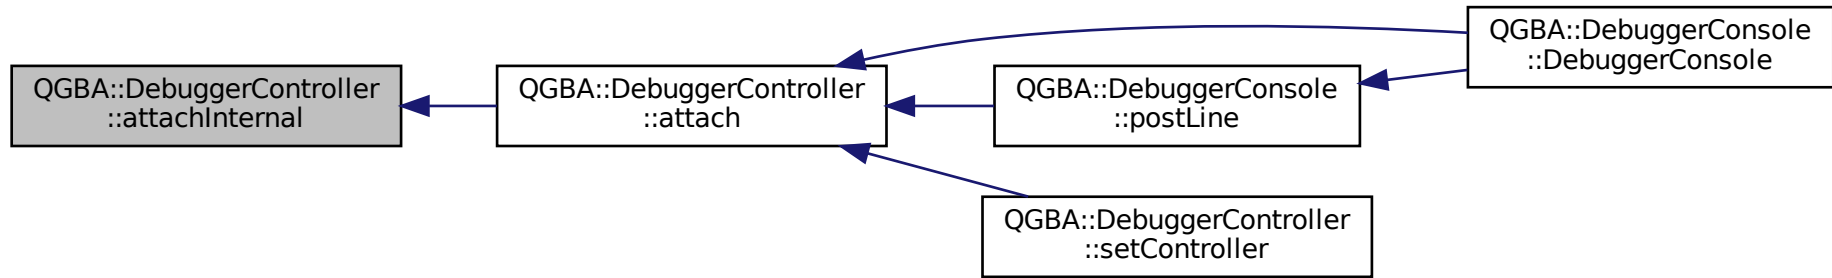 QGBA::DebuggerController
::attachInternal
QGBA::DebuggerController
::attach
QGBA::DebuggerConsole
::postLine
QGBA::DebuggerConsole
::DebuggerConsole
QGBA::DebuggerController
::setController